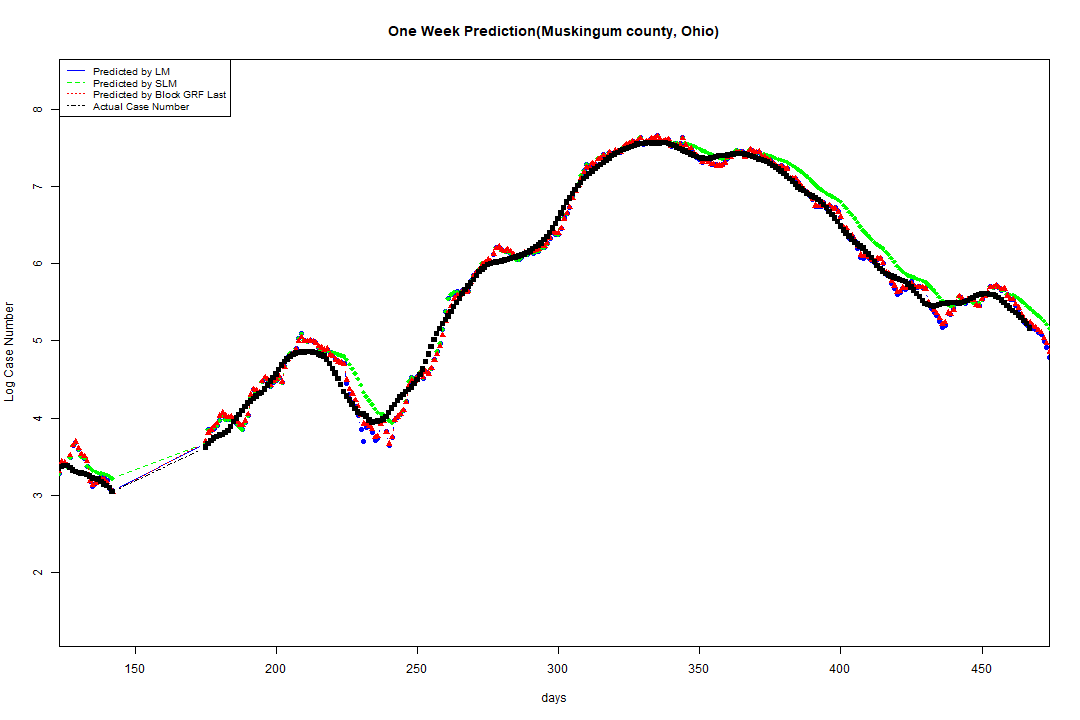 One Week Prediction(Muskingum county, Ohio)
Predicted by LM
Predicted by SLM
Predicted by Block GRF Last
Actual Case Number
8
7
6
5
4
3
2
Log Case Number
150 200 250 300 350 400 450
days